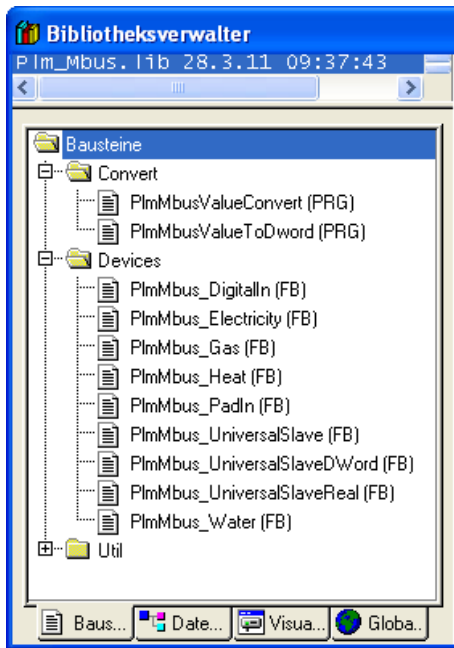 Bibliotheksverwalter
Plm_Mbus.lib 28.3.11 09:37:43
Bausteine
Convert
PlmMbusValueConvert (PRG)
PlmMbusValueToDword (PRG)
Devices
PlmMbus_DigitalIn (FB)
PlmMbus_Electricity (FB)
PlmMbus_Gas (FB)
PlmMbus_Heat (FB)
PlmMbus_PadIn (FB)
PlmMbus_UniversalSlave (FB)
PlmMbus_UniversalSlaveDWord (FB)
PlmMbus_UniversalSlaveReal (FB)
PlmMbus_Water (FB)
Util
Baus... Date... Visua... Globa..